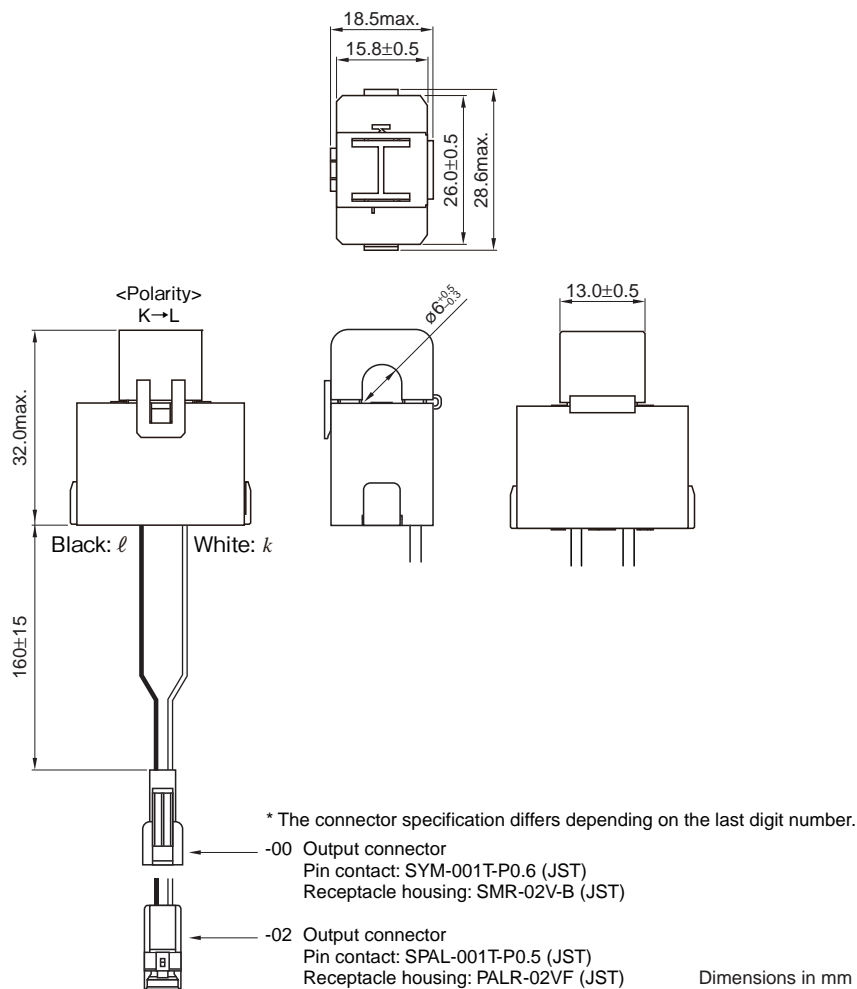 18.5max.
15.8±0.5
26.0±0.5
28.6max.
<Polarity>
K→L
ø6+0.5 −0.3
13.0±0.5
32.0max.
Black: ℓ
White: k
160±15
* The connector specification differs depending on the last digit number.
-00 Output connector
Pin contact: SYM-001T-P0.6 (JST)
Receptacle housing: SMR-02V-B (JST)
-02 Output connector
Pin contact: SPAL-001T-P0.5 (JST)
Receptacle housing: PALR-02VF (JST)
Dimensions in mm